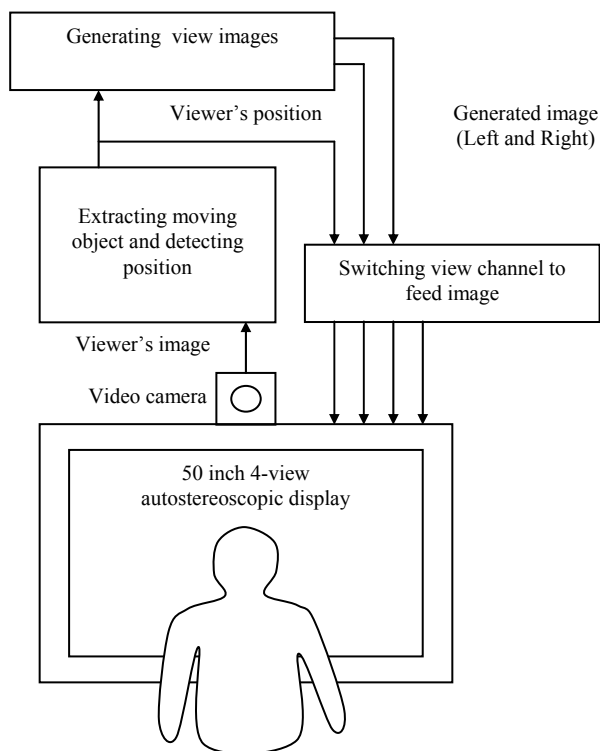 Generating view images
Viewer's position
Generated image
(Left and Right)
Extracting moving
object and detecting
position
Switching view channel to
feed image
Viewer's image
Video camera
50 inch 4-view
autostereoscopic display